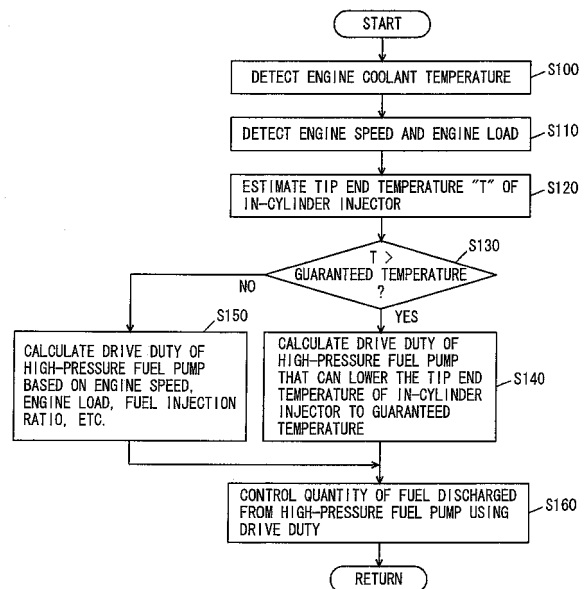 START
DETECT ENGINE COOLANT TEMPERATURE
S100
DETECT ENGINE SPEED AND ENGINE LOAD
S110
ESTIMATE TIP END TEMPERATURE "T" OF
IN-CYLINDER INJECTOR
S120
S130
T >
GUARANTEED TEMPERATURE
?
NO
YES
S150
CALCULATE DRIVE DUTY OF
HIGH-PRESSURE FUEL PUMP
BASED ON ENGINE SPEED,
ENGINE LOAD, FUEL INJECTION
RATIO, ETC.
CALCULATE DRIVE DUTY OF
HIGH-PRESSURE FUEL PUMP
THAT CAN LOWER THE TIP END
TEMPERATURE OF IN-CYLINDER
INJECTOR TO GUARANTEED
TEMPERATURE
S140
CONTROL QUANTITY OF FUEL DISCHARGED
FROM HIGH-PRESSURE FUEL PUMP USING
DRIVE DUTY
S160
RETURN